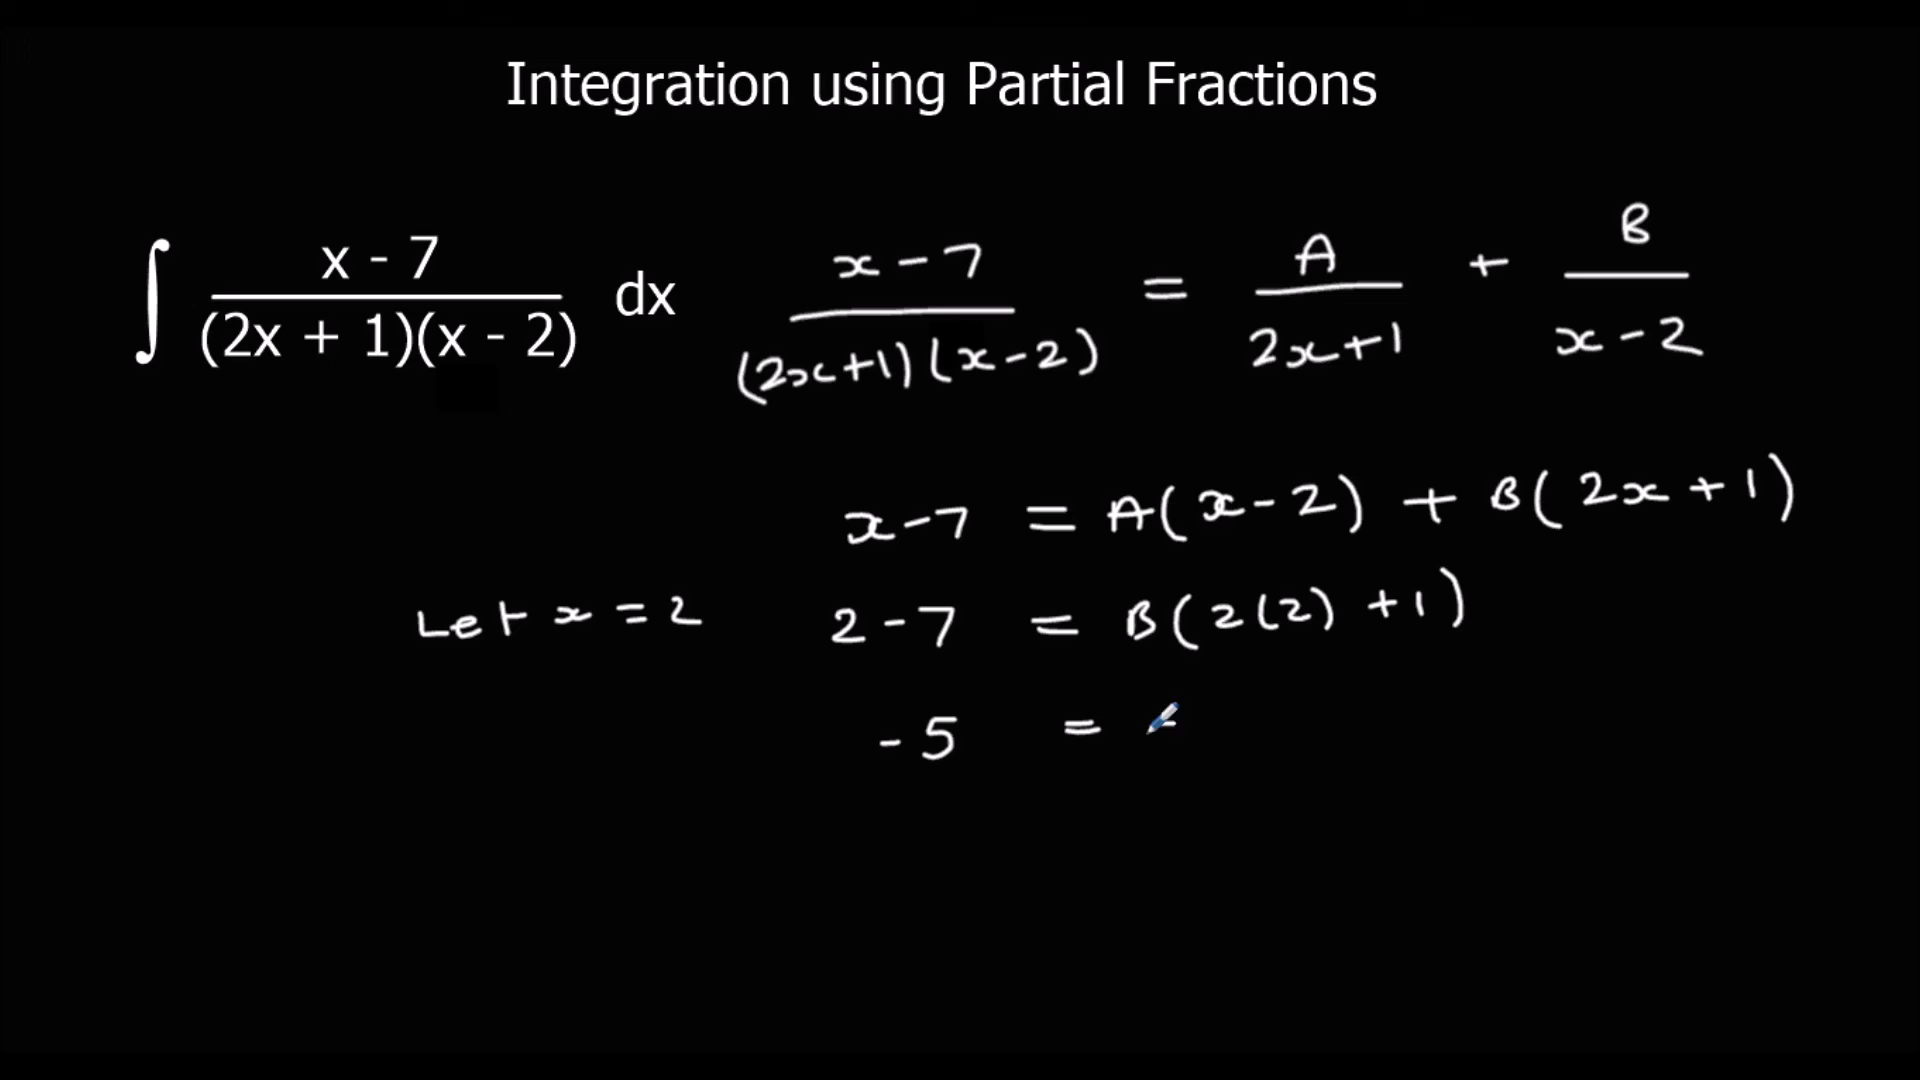 Integration using Partial Fractions
∫ x - 7 / (2x + 1)(x - 2) dx
x - 7 / (2x+1)(x-2) = A / 2x+1 + B / x-2
x-7 = A(x-2) + B(2x+1)
Let x = 2 2-7 = B(2(2)+1)
-5 =